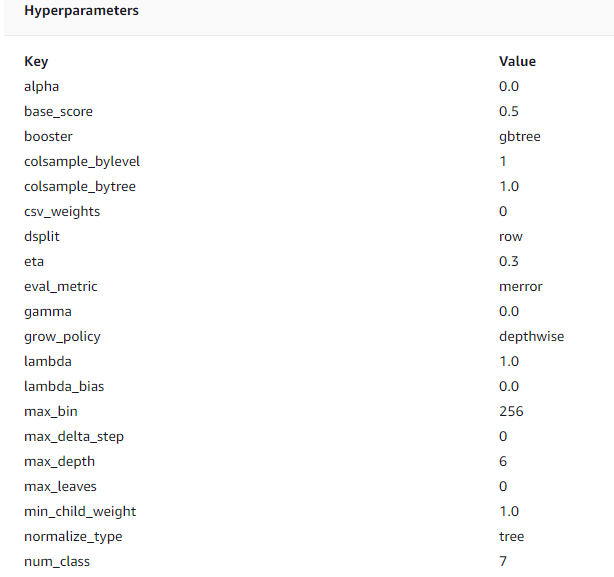 Hyperparameters
Key Value
alpha 0.0
base_score 0.5
booster gbtree
colsample_bylevel 1
colsample_bytree 1.0
csv_weights 0
dsplit row
eta 0.3
eval_metric merror
gamma 0.0
grow_policy depthwise
lambda 1.0
lambda_bias 0.0
max_bin 256
max_delta_step 0
max_depth 6
max_leaves 0
min_child_weight 1.0
normalize_type tree
num_class 7